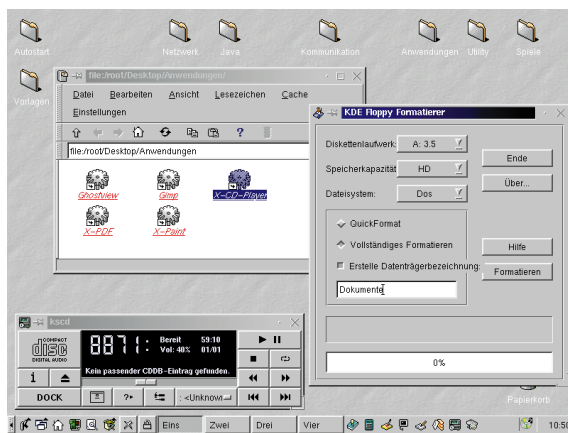 Autostart
Netzwerk
Java
Kommunikation
Anwendungen
Utility
Spiele
Vorlagen
file:/root/Desktop/Anwendungen/
Datei Bearbeiten Ansicht Lesezeichen Cache
Einstellungen
file:/root/Desktop/Anwendungen
Ghostview
Gimp
X-CD-Player
X-PDF
X-Paint
KDE Floppy Formatierer
Diskettenlaufwerk: A: 3.5
Speicherkapazität HD
Dateisystem: Dos
Ende
Über...
QuickFormat
Vollständiges Formatieren
Erstelle Datenträgerbezeichnung:
Dokumente
Hilfe
Formatieren
0%
kscd
COMPACT
disc
DIGITAL AUDIO
Bereit 59:10
Vol: 40% 01/01
Kein passender CDDB-Eintrag gefunden.
DOCK
?
: <Unknow
Papierkorb
Eins
Zwei
Drei
Vier
10:50